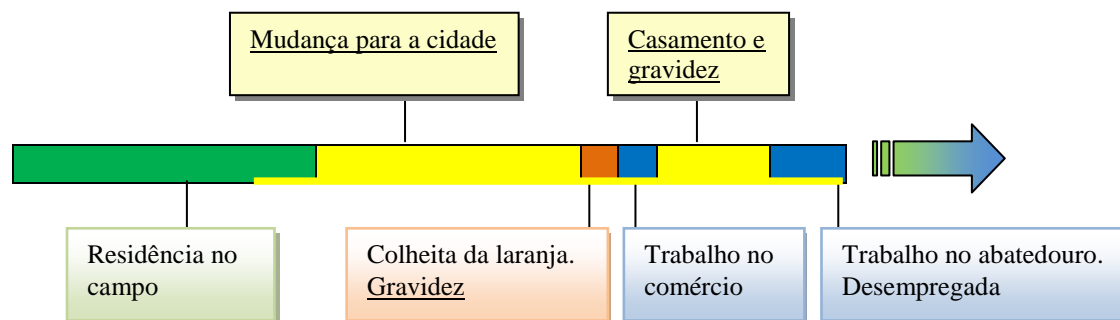 Mudança para a cidade
Casamento e
gravidez
Residência no
campo
Colheita da laranja.
Gravidez
Trabalho no
comércio
Trabalho no abatedouro.
Desempregada